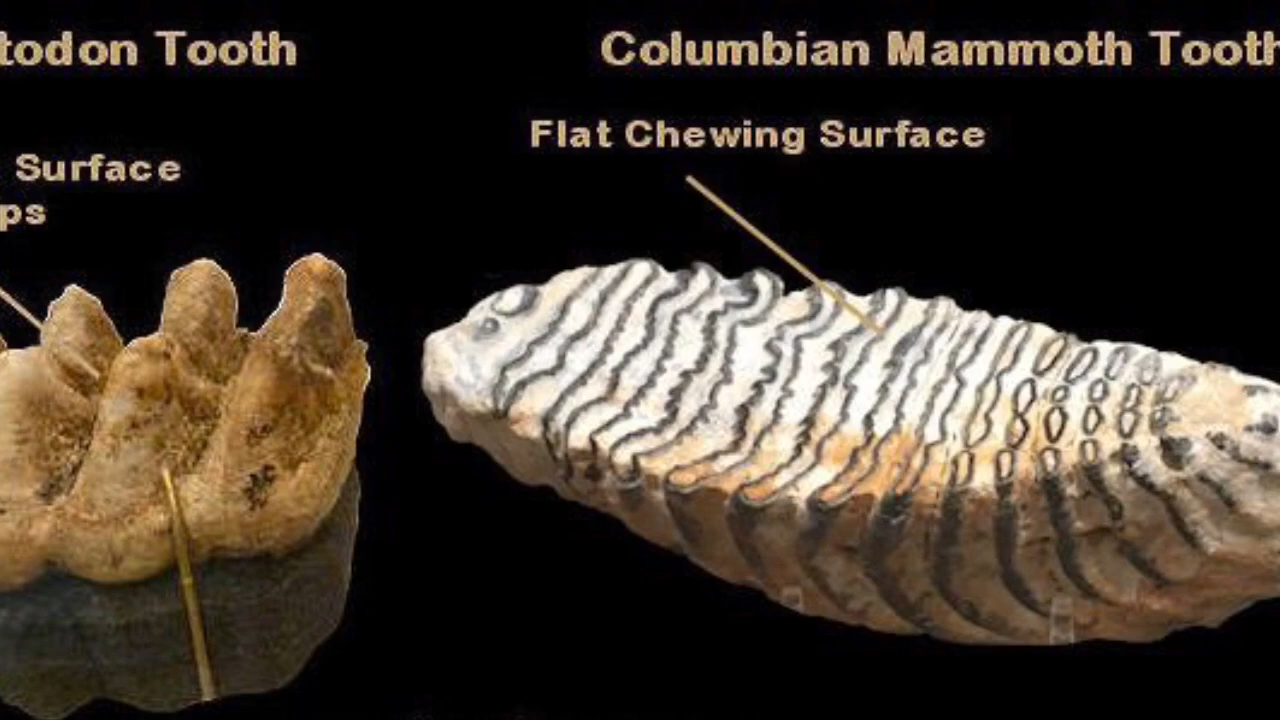 todon Tooth
Columbian Mammoth Tooth
Flat Chewing Surface
Surface
ps